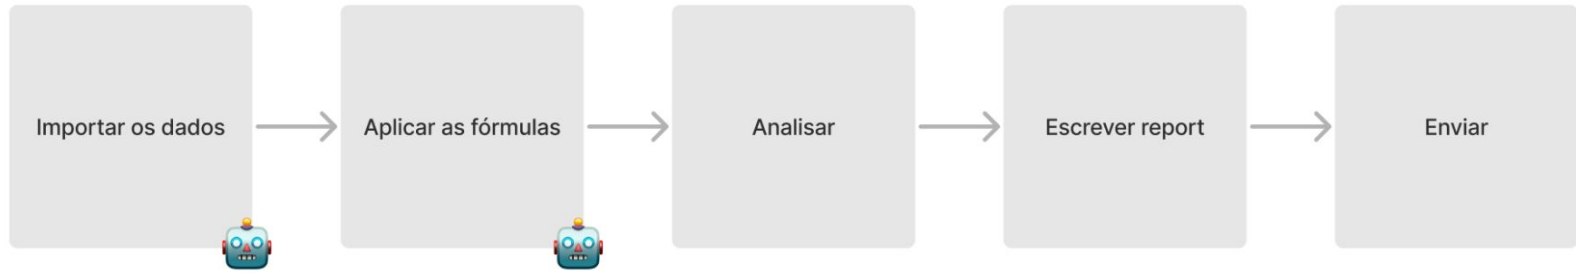 Importar os dados
Aplicar as fórmulas
Analisar
Escrever report
Enviar